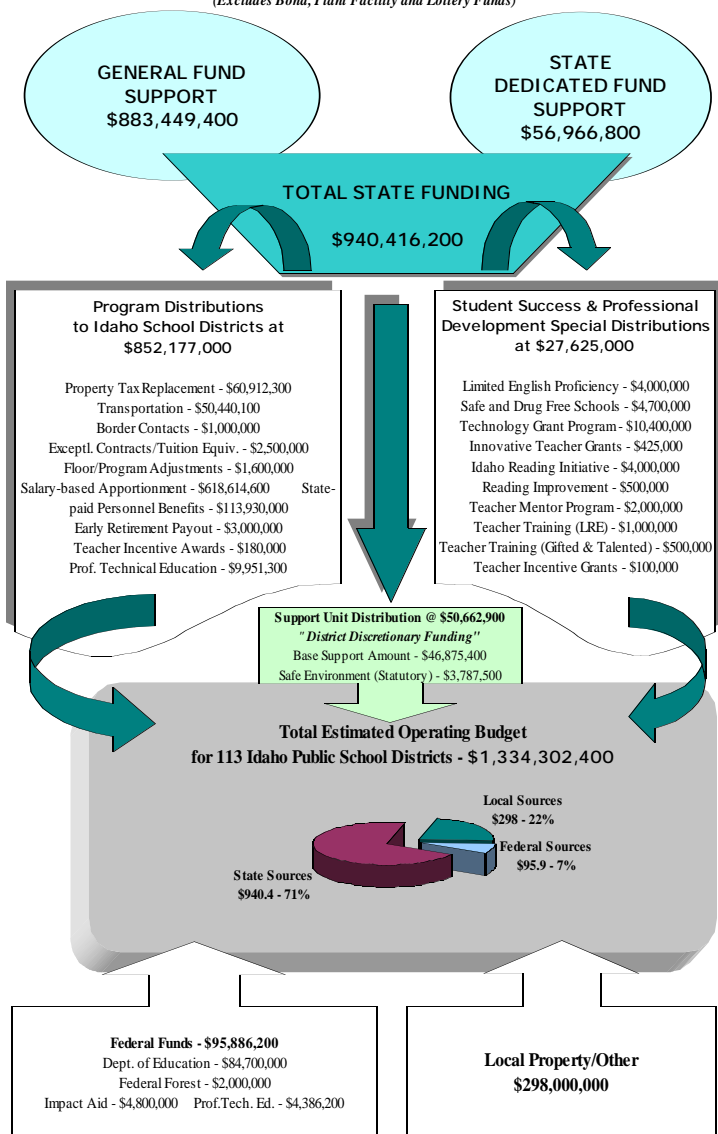 (Excludes Bond, Plant Facility and Lottery Funds)
GENERAL FUND
SUPPORT
$883,449,400
STATE
DEDICATED FUND
SUPPORT
$56,966,800
TOTAL STATE FUNDING
$940,416,200
Program Distributions
to Idaho School Districts at
$852,177,000
Property Tax Replacement - $60,912,300
Transportation - $50,440,100
Border Contacts - $1,000,000
Exceptl. Contracts/Tuition Equiv. - $2,500,000
Floor/Program Adjustments - $1,600,000
Salary-based Apportionment - $618,614,600 State-
paid Personnel Benefits - $113,930,000
Early Retirement Payout - $3,000,000
Teacher Incentive Awards - $180,000
Prof. Technical Education - $9,951,300
Student Success & Professional
Development Special Distributions
at $27,625,000
Limited English Proficiency - $4,000,000
Safe and Drug Free Schools - $4,700,000
Technology Grant Program - $10,400,000
Innovative Teacher Grants - $425,000
Idaho Reading Initiative - $4,000,000
Reading Improvement - $500,000
Teacher Mentor Program - $2,000,000
Teacher Training (LRE) - $1,000,000
Teacher Training (Gifted & Talented) - $500,000
Teacher Incentive Grants - $100,000
Support Unit Distribution @ $50,662,900
"District Discretionary Funding"
Base Support Amount - $46,875,400
Safe Environment (Statutory) - $3,787,500
Total Estimated Operating Budget
for 113 Idaho Public School Districts - $1,334,302,400
Local Sources
$298 - 22%
Federal Sources
$95.9 - 7%
State Sources
$940.4 - 71%
Federal Funds - $95,886,200
Dept. of Education - $84,700,000
Federal Forest - $2,000,000
Impact Aid - $4,800,000 Prof.Tech. Ed. - $4,386,200
Local Property/Other
$298,000,000